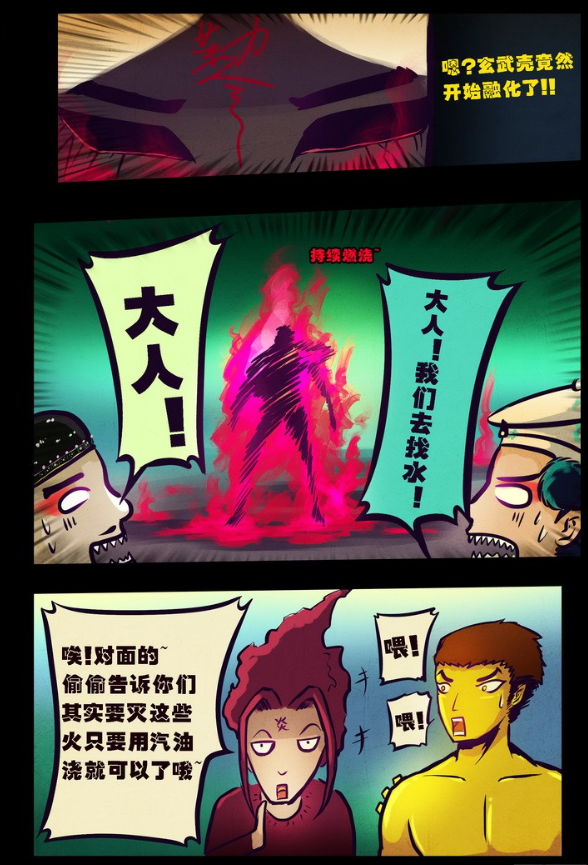 嗯?玄武壳竟然
开始融化了!!
持续燃烧~
大人!
大人!我们去找水!
唉!对面的~
偷偷告诉你们
其实要灭这些
火只要用汽油
浇就可以了哦~
喂!
喂!